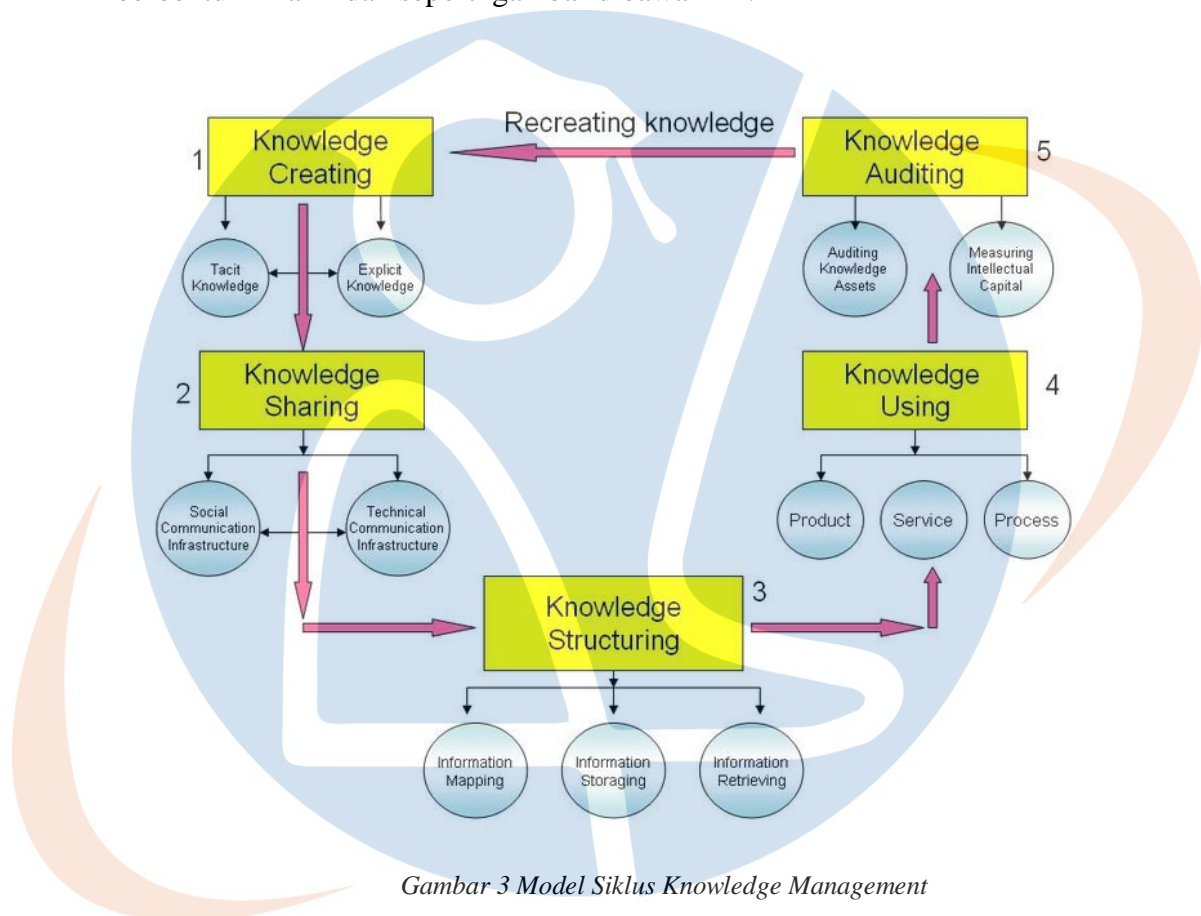 Recreating knowledge
1
Knowledge
Creating
Knowledge
Auditing
5
Tacit
Knowledge
Explicit
Knowledge
Auditing
Knowledge
Assets
Measuring
Intellectual
Capital
2
Knowledge
Sharing
Knowledge
Using
4
Social
Communication
Infrastructure
Technical
Communication
Infrastructure
Product
Service
Process
Knowledge
Structuring
3
Information
Mapping
Information
Storaging
Information
Retrieving
Gambar 3 Model Siklus Knowledge Management